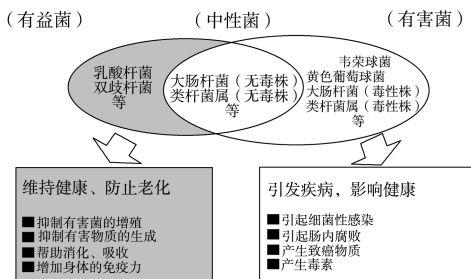 （有益菌）
（中性菌）
（有害菌）
乳酸杆菌
双歧杆菌
等
大肠杆菌（无毒株）
类杆菌属（无毒株）
等
韦荣球菌
黄色葡萄球菌
大肠杆菌（毒性株）
类杆菌属（毒性株）
等
维持健康、防止老化
■抑制有害菌的增殖
■抑制有害物质的生成
■帮助消化、吸收
■增加身体的免疫力
引发疾病，影响健康
■引起细菌性感染
■引起肠内腐败
■产生致癌物质
■产生毒素